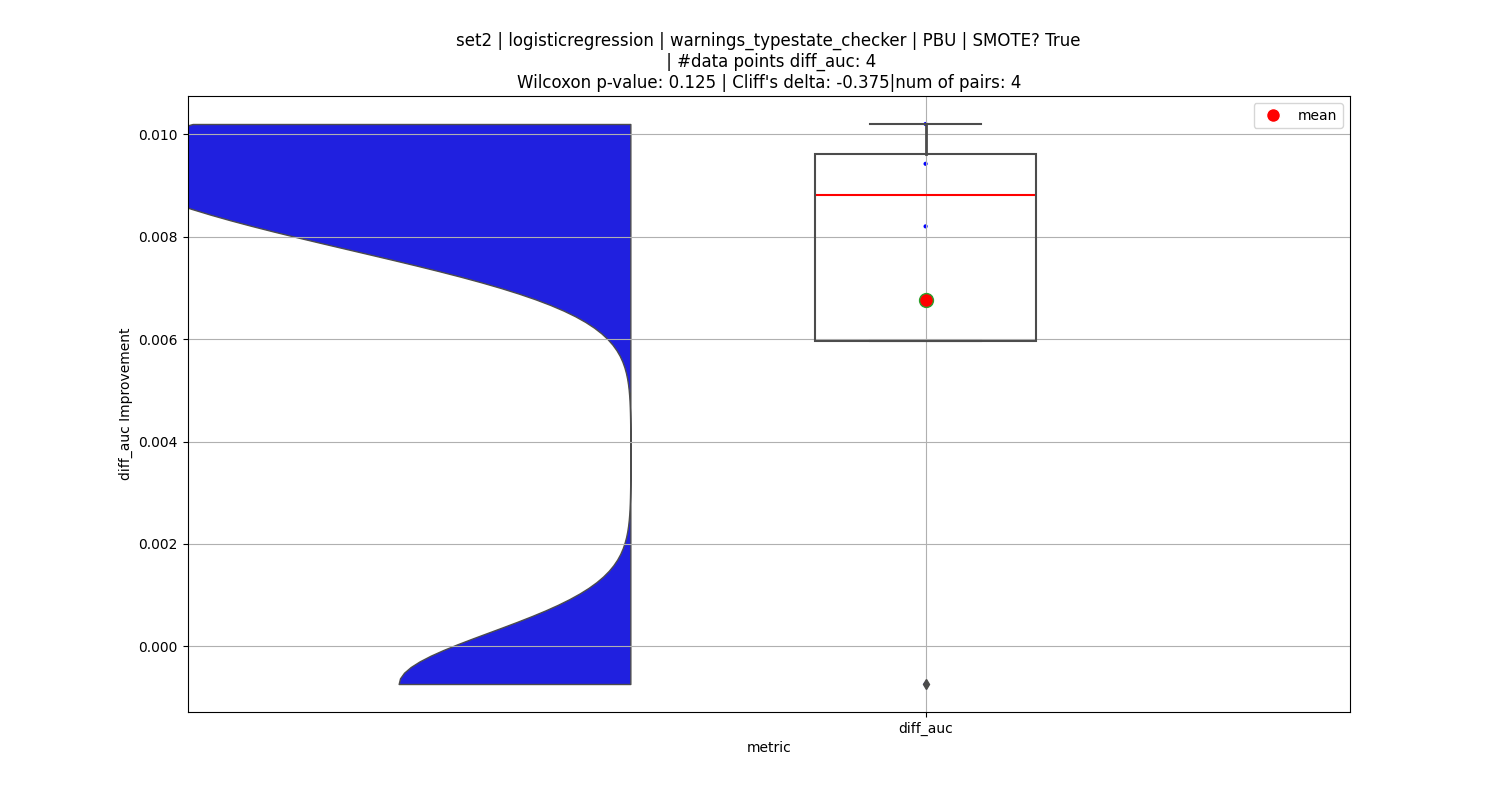 set2 | logisticregression | warnings_typestate_checker | PBU | SMOTE? True
| #data points diff_auc: 4
Wilcoxon p-value: 0.125 | Cliff's delta: -0.375|num of pairs: 4
mean
0.010
0.008
0.006
0.004
0.002
0.000
diff_auc Improvement
diff_auc
metric